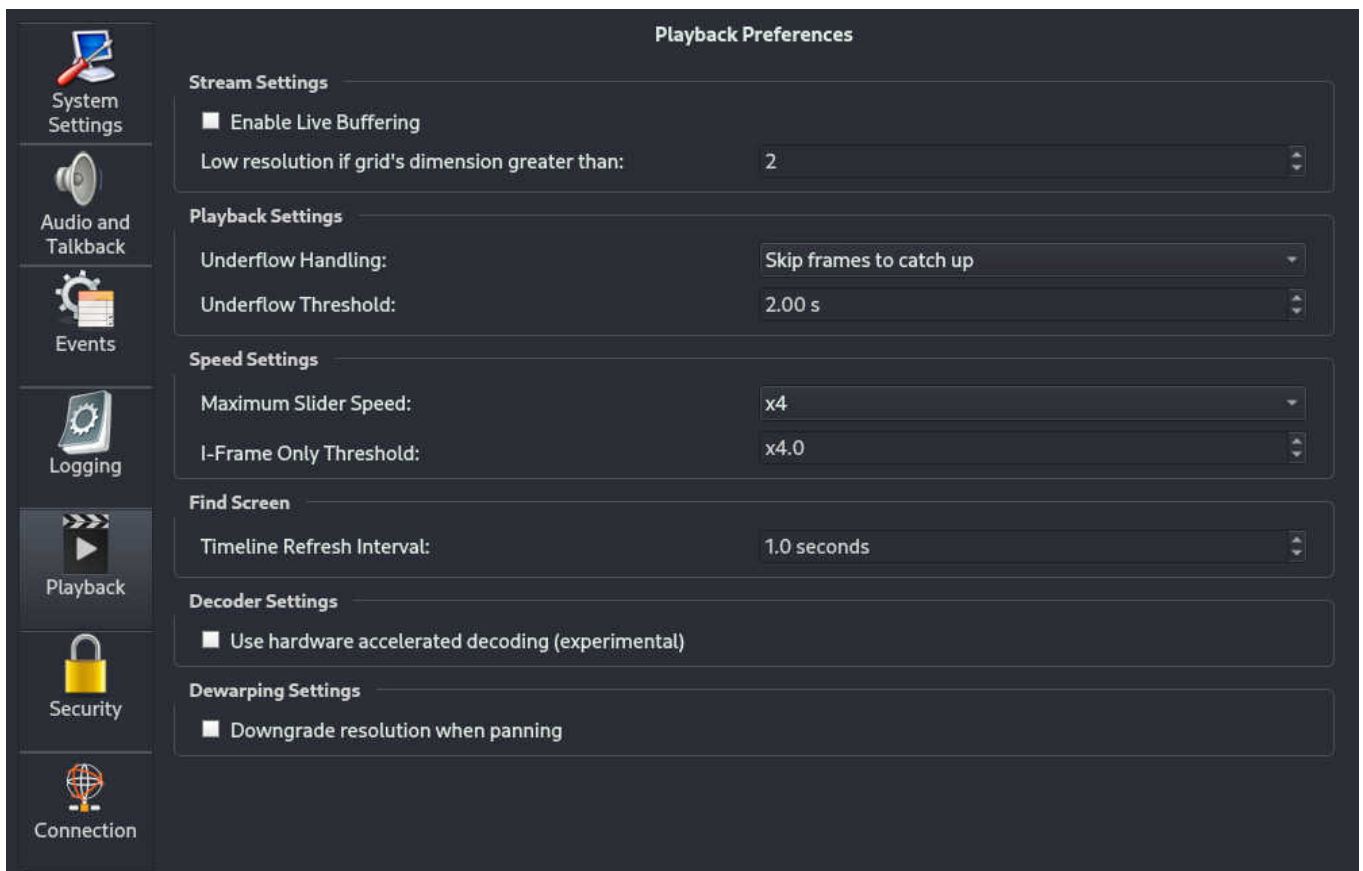 Playback Preferences
System
Settings
Audio and
Talkback
Events
Logging
Playback
Security
Connection
Stream Settings
Enable Live Buffering
Low resolution if grid's dimension greater than: 2
Playback Settings
Underflow Handling: Skip frames to catch up
Underflow Threshold: 2.00 s
Speed Settings
Maximum Slider Speed: x4
I-Frame Only Threshold: x4.0
Find Screen
Timeline Refresh Interval: 1.0 seconds
Decoder Settings
Use hardware accelerated decoding (experimental)
Dewarping Settings
Downgrade resolution when panning